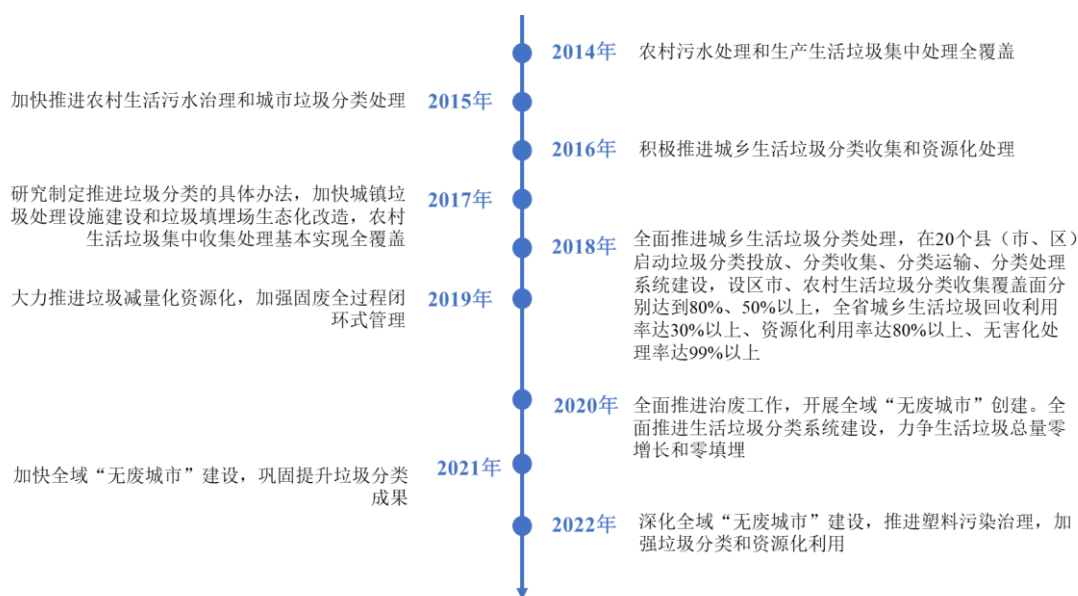 2014年 农村污水处理和生产生活垃圾集中处理全覆盖
加快推进农村生活污水治理和城市垃圾分类处理 2015年
2016年 积极推进城乡生活垃圾分类收集和资源化处理
研究制定推进垃圾分类的具体办法，加快城镇垃
圾处理设施建设和垃圾填埋场生态化改造，农村
生活垃圾集中收集处理基本实现全覆盖
2017年
2018年
全面推进城乡生活垃圾分类处理，在20个县（市、区）
启动垃圾分类投放、分类收集、分类运输、分类处理
系统建设，设区市、农村生活垃圾分类收集覆盖面分
别达到80%、50%以上，全省城乡生活垃圾回收利用
率达30%以上、资源化利用率达80%以上、无害化处
理率达99%以上
大力推进垃圾减量化资源化，加强固废全过程闭
环式管理
2019年
2020年
全面推进治废工作，开展全域“无废城市”创建。全
面推进生活垃圾分类系统建设，力争生活垃圾总量零
增长和零填埋
加快全域“无废城市”建设，巩固提升垃圾分类
成果
2021年
2022年
深化全域“无废城市”建设，推进塑料污染治理，加
强垃圾分类和资源化利用